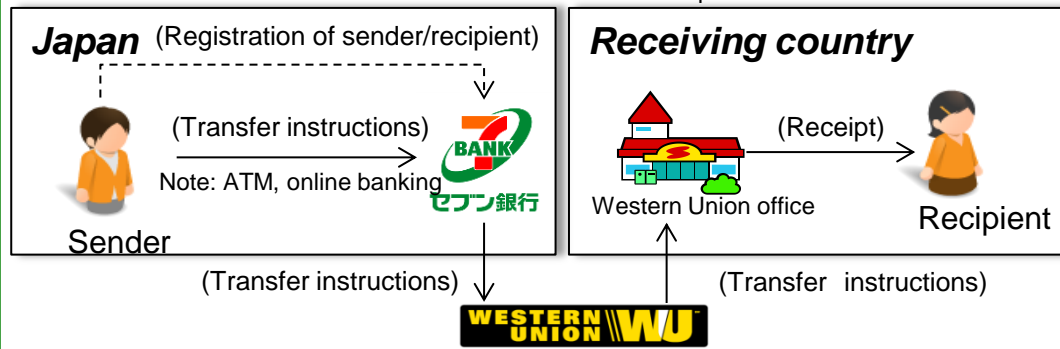 Japan (Registration of sender/recipient)
(Transfer instructions)
Note: ATM, online banking
7
BANK
セブン銀行
Sender
Receiving country
S
(Receipt)
Western Union office
Recipient
(Transfer instructions)
(Transfer instructions)
WESTERN
UNION
WU